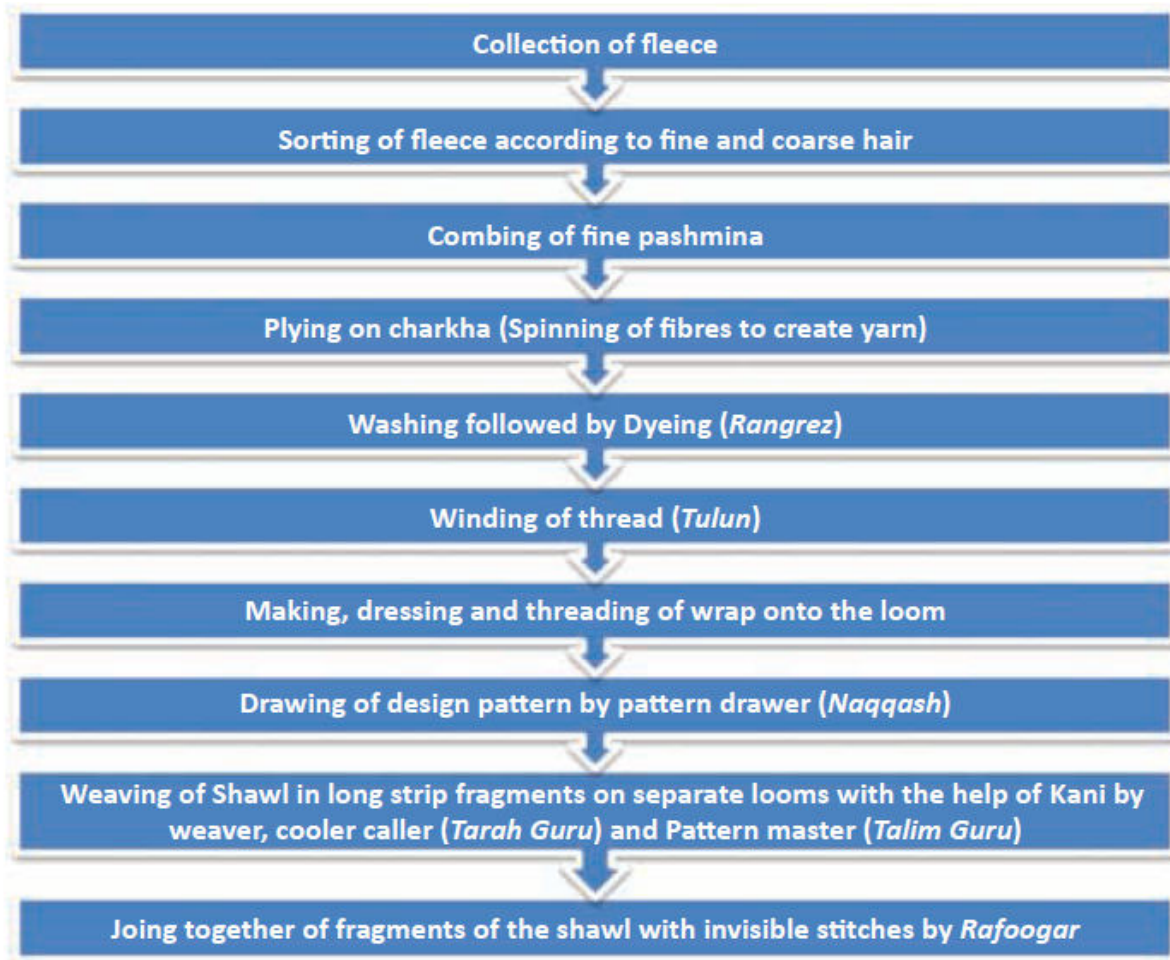 Collection of fleece
Sorting of fleece according to fine and coarse hair
Combing of fine pashmina
Plying on charkha (Spinning of fibres to create yarn)
Washing followed by Dyeing (Rangrez)
Winding of thread (Tulun)
Making, dressing and threading of wrap onto the loom
Drawing of design pattern by pattern drawer (Naqqash)
Weaving of Shawl in long strip fragments on separate looms with the help of Kani by
weaver, cooler caller (Tarah Guru) and Pattern master (Talim Guru)
Joing together of fragments of the shawl with invisible stitches by Rafoogar